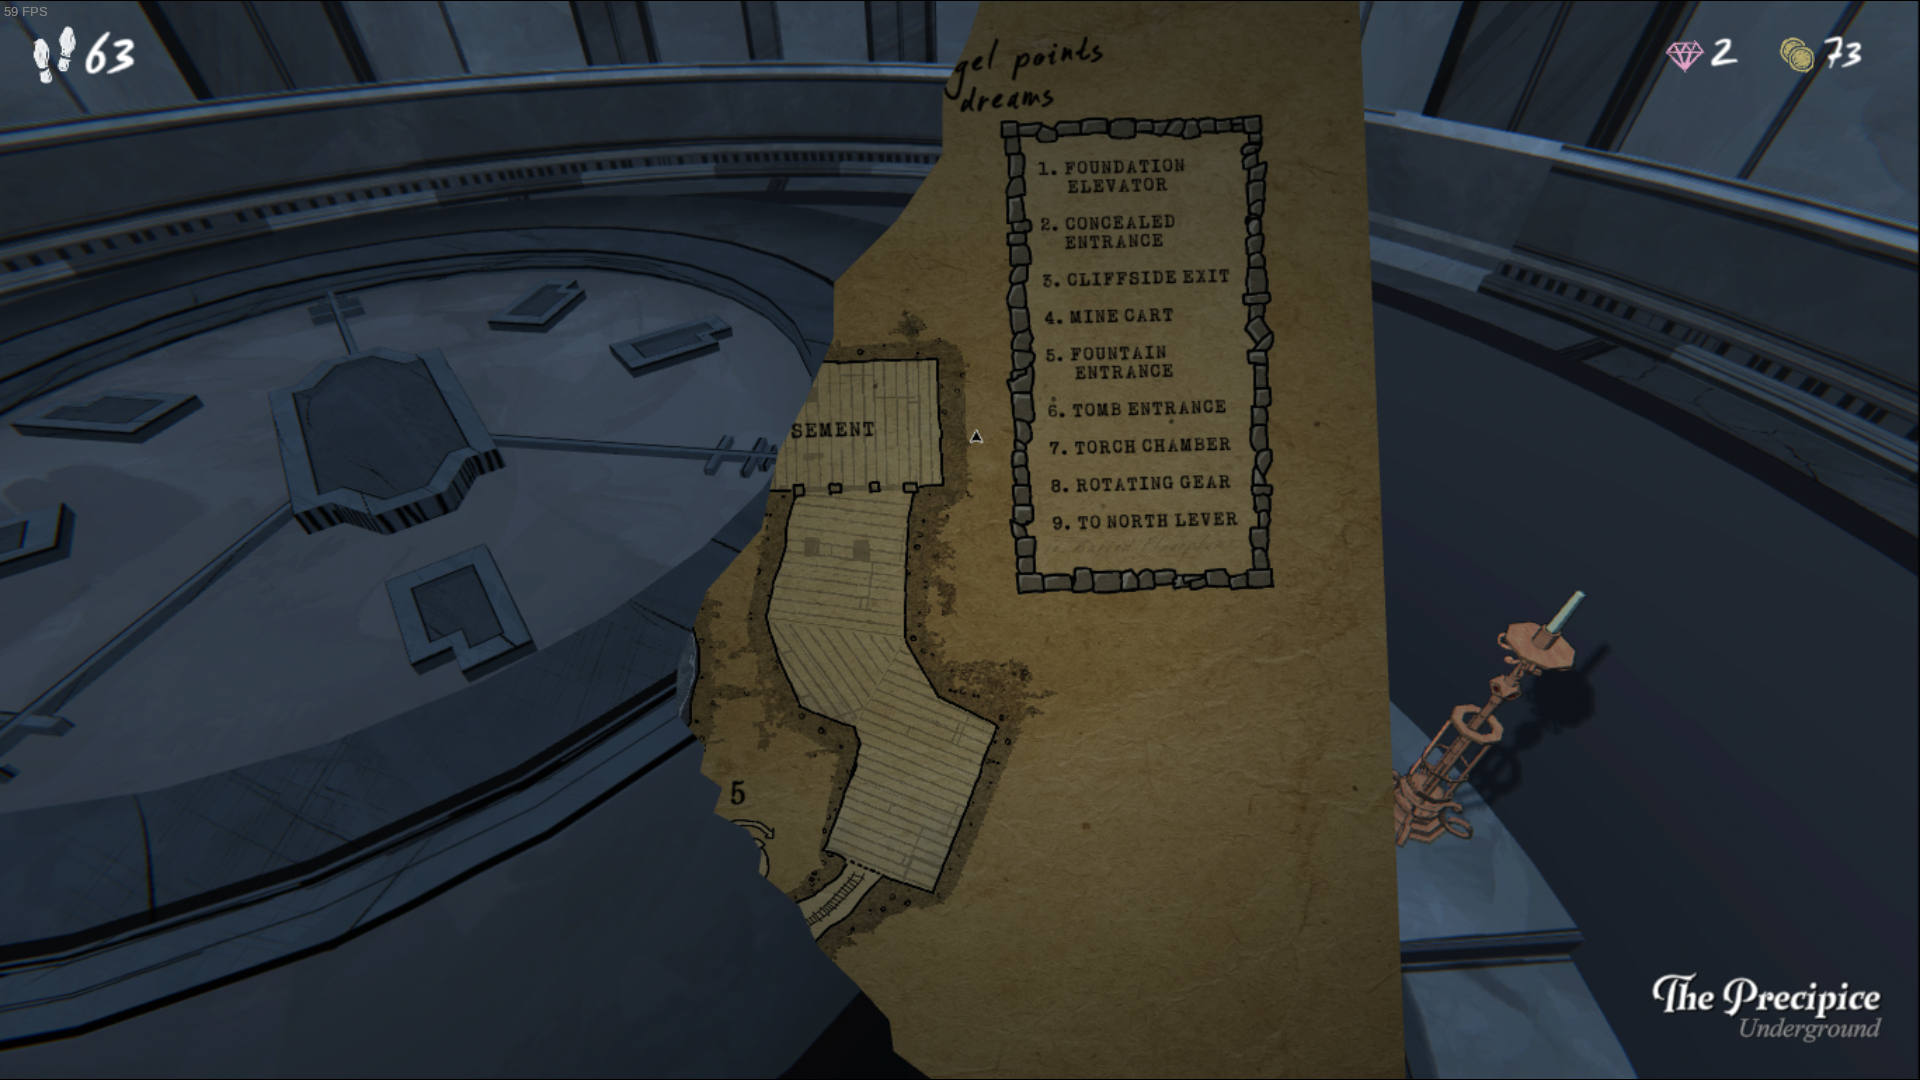 59 FPS
63
2
73
gel points
dreams
1. FOUNDATION
ELEVATOR
2. CONCEALED
ENTRANCE
3. CLIFFSIDE EXIT
4. MINE CART
5. FOUNTAIN
ENTRANCE
6. TOMB ENTRANCE
7. TORCH CHAMBER
8. ROTATING GEAR
9. TO NORTH LEVER
SEMENT
5
The Precipice
Underground